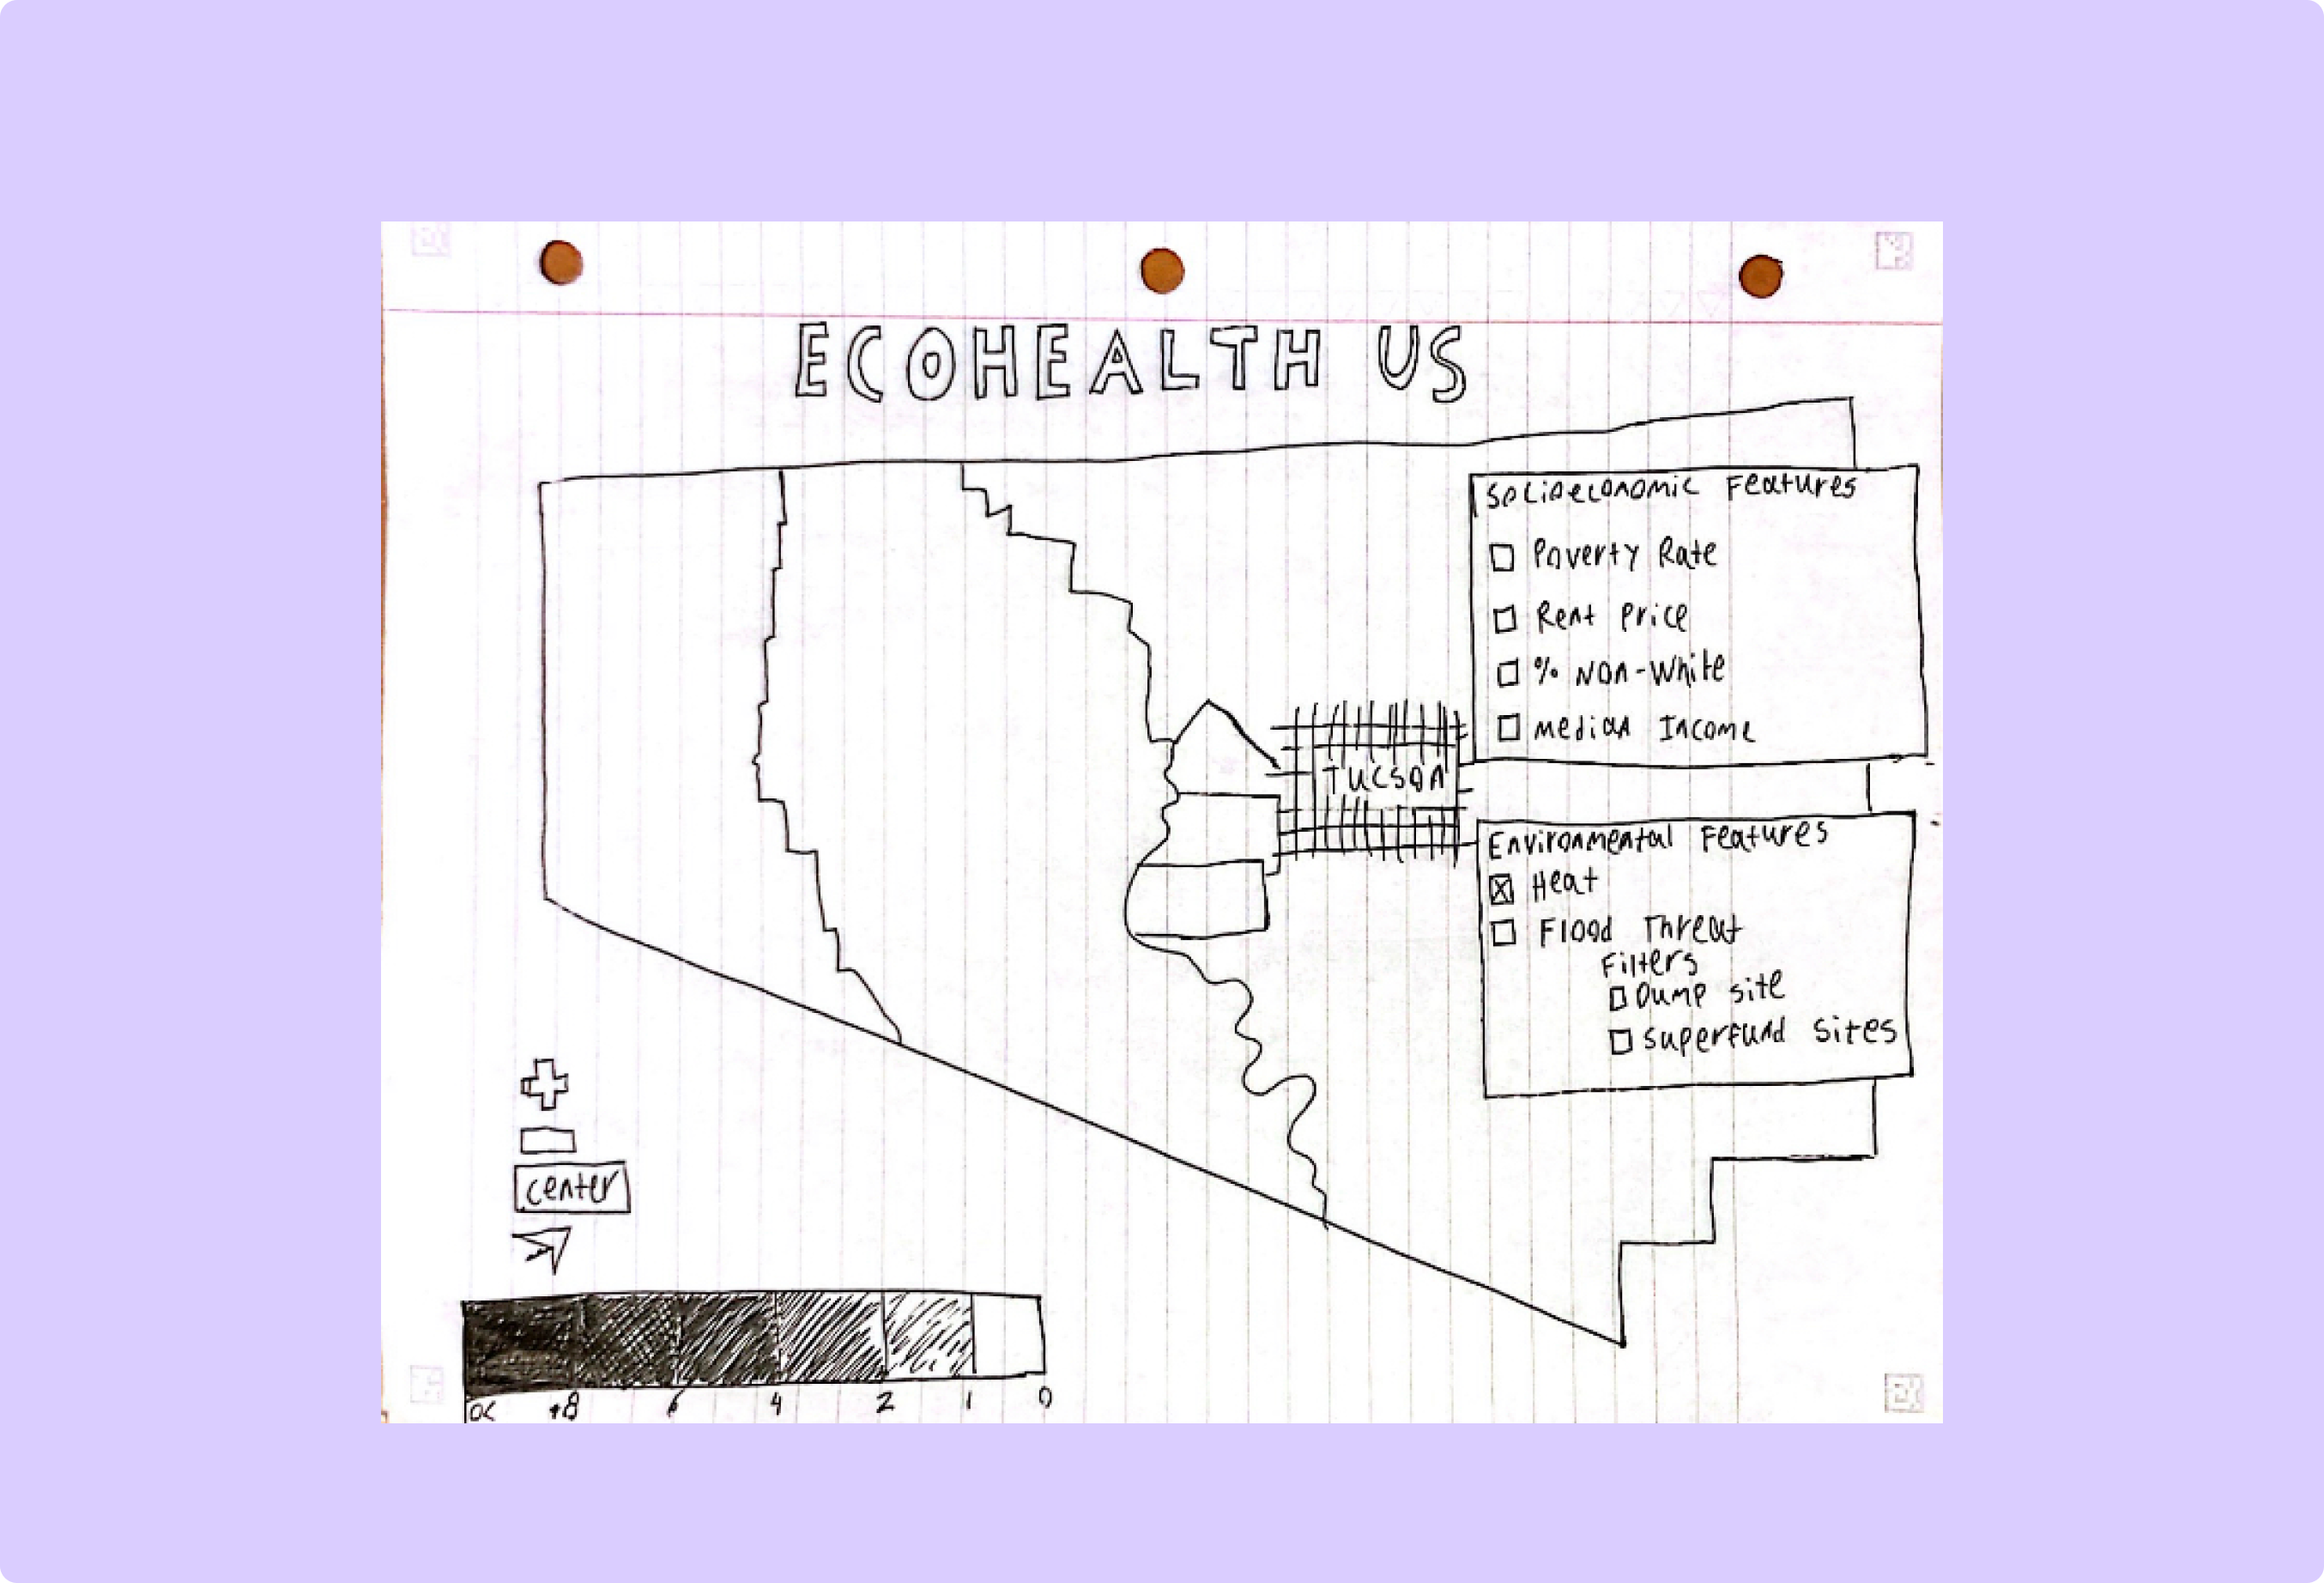 ECOHEALTH US
Socioeconomic Features
Poverty Rate
Rent Price
% Non-White
Median Income
TUCSON
Environmental Features
Heat
Flood Threat
Filters
Dump site
Superfund Sites
center
+8 6 4 2 1 0